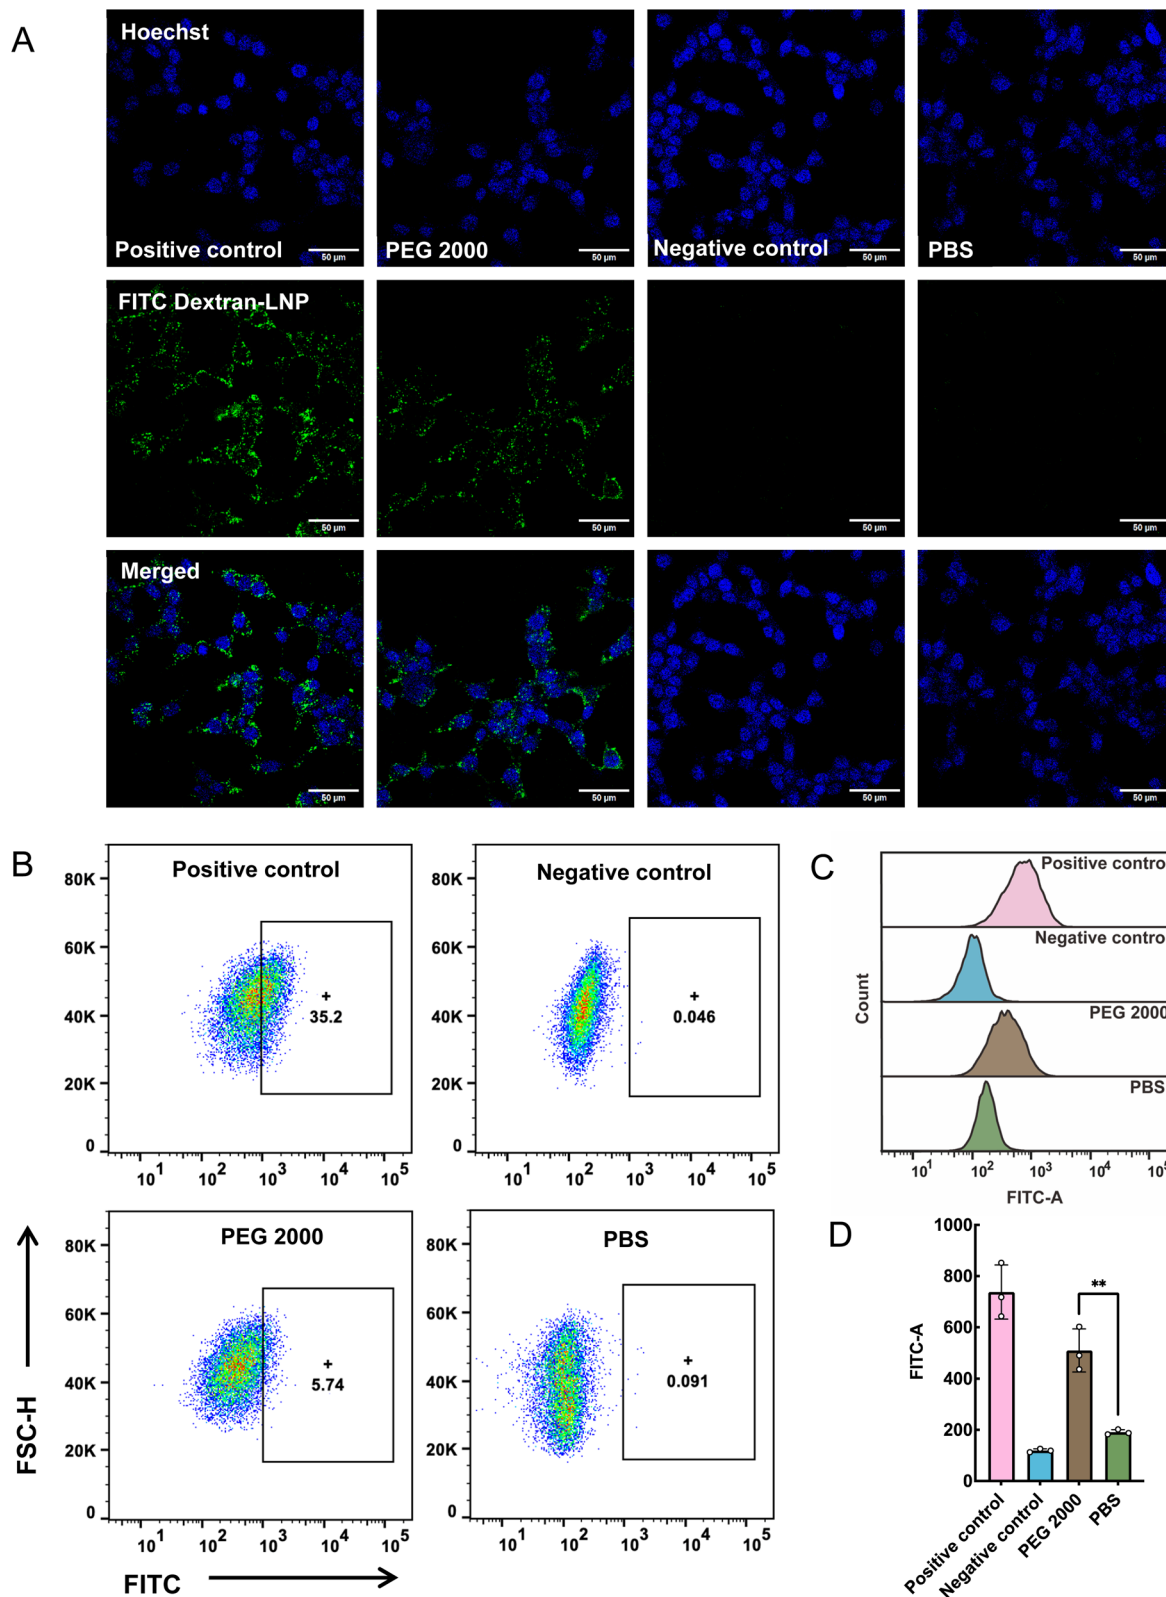 A
Hoechst
Positive control
50 µm
PEG 2000
50 µm
Negative control
50 µm
PBS
50 µm
FITC Dextran-LNP
50 µm
50 µm
50 µm
50 µm
Merged
50 µm
50 µm
50 µm
50 µm
B
Positive control
80K
60K
40K
20K
0
+
35.2
10¹ 10² 10³ 10⁴ 10⁵
Negative control
80K
60K
40K
20K
0
+
0.046
10¹ 10² 10³ 10⁴ 10⁵
PEG 2000
80K
60K
40K
20K
0
+
5.74
10¹ 10² 10³ 10⁴ 10⁵
PBS
80K
60K
40K
20K
0
+
0.091
10¹ 10² 10³ 10⁴ 10⁵
FSC-H
FITC
C
Positive contro
Negative contro
PEG 2000
PBS
Count
10¹ 10² 10³ 10⁴ 10⁵
FITC-A
D
1000
800
600
400
200
0
FITC-A
**
Positive control
Negative control
PEG 2000
PBS